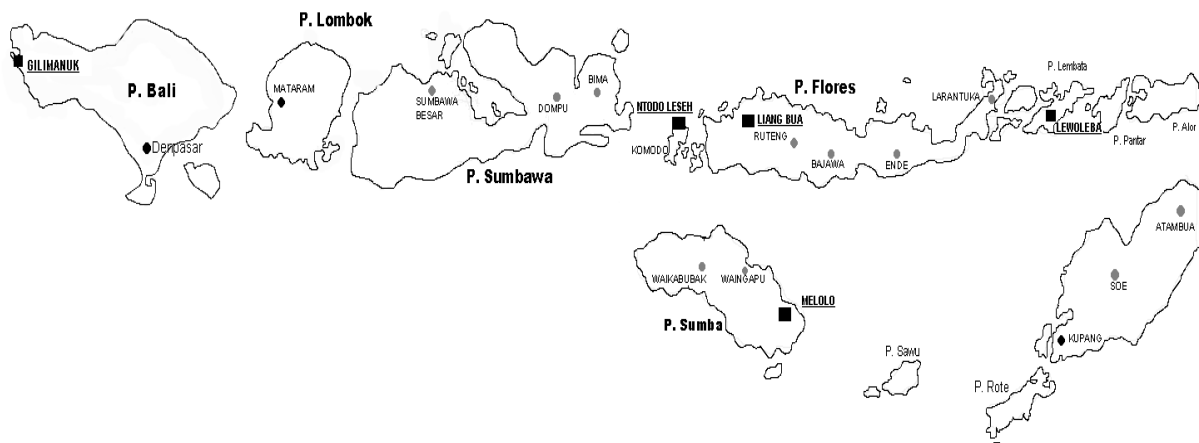 P. Lombok
GILIMANUK
P. Bali
Denpasar
MATARAM
SUMBAWA
BESAR
DOMPU
BIMA
P. Sumbawa
NTODO LESEH
KOMODO
P. Flores
LIANG BUA
RUTENG
BAJAWA
ENDE
LARANTUKA
P. Lembata
LEWOLEBA
P. Pantar
P. Alor
WAIKABUBAK
WAINGAPU
MELOLO
P. Sumba
P. Sawu
P. Rote
KUPANG
SOE
ATAMBUA